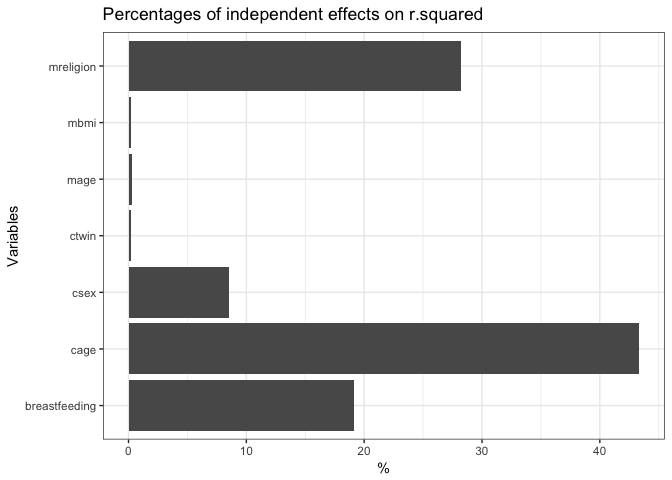 Percentages of independent effects on r.squared
Variables
mreligion
mbmi
mage
ctwin
csex
cage
breastfeeding
0 10 20 30 40
%